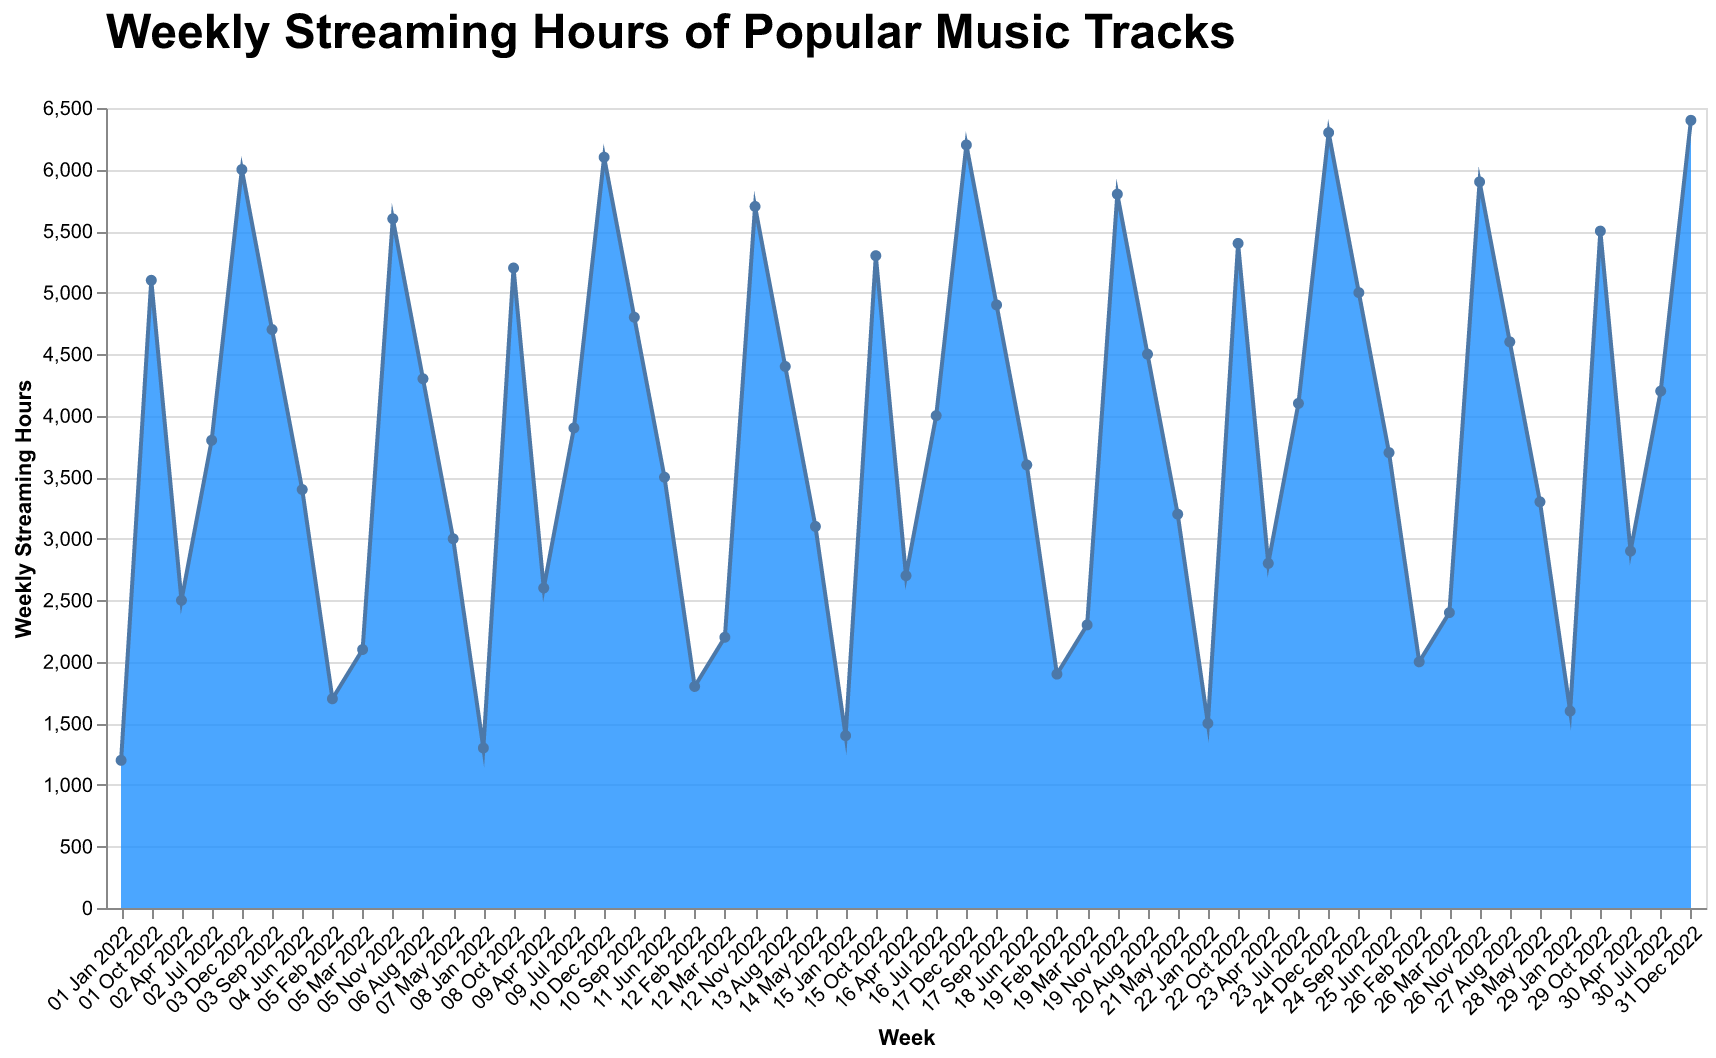 Weekly Streaming Hours of Popular Music Tracks
6,500
6,000
5,500
5,000
4,500
4,000
3,500
3,000
2,500
2,000
1,500
1,000
500
0
Weekly Streaming Hours
01 Jan 2022
01 Oct 2022
02 Apr 2022
02 Jul 2022
03 Dec 2022
03 Sep 2022
04 Jun 2022
05 Feb 2022
05 Mar 2022
05 Nov 2022
06 Aug 2022
07 May 2022
08 Jan 2022
08 Oct 2022
09 Apr 2022
09 Jul 2022
10 Dec 2022
10 Sep 2022
11 Jun 2022
12 Feb 2022
12 Mar 2022
12 Nov 2022
13 Aug 2022
14 May 2022
15 Jan 2022
15 Oct 2022
16 Apr 2022
16 Jul 2022
17 Dec 2022
17 Sep 2022
18 Jun 2022
19 Feb 2022
19 Mar 2022
19 Nov 2022
20 Aug 2022
21 May 2022
22 Jan 2022
22 Oct 2022
23 Apr 2022
23 Jul 2022
24 Dec 2022
24 Sep 2022
25 Jun 2022
26 Feb 2022
26 Mar 2022
26 Nov 2022
27 Aug 2022
28 May 2022
29 Jan 2022
29 Oct 2022
30 Apr 2022
30 Jul 2022
31 Dec 2022
Week